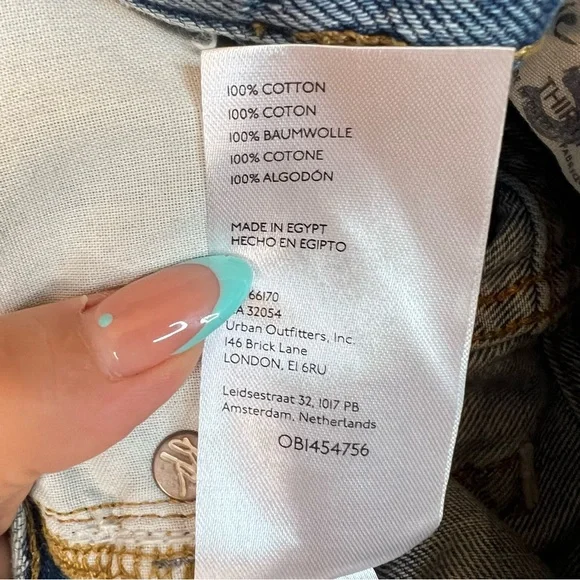 100% COTTON
100% COTON
100% BAUMWOLLE
100% COTONE
100% ALGODÓN
MADE IN EGYPT
HECHO EN EGIPTO
66170
32054
Urban Outfitters, Inc.
146 Brick Lane
LONDON, E1 6RU
Leidsestraat 32, 1017 PB
Amsterdam, Netherlands
OB1454756